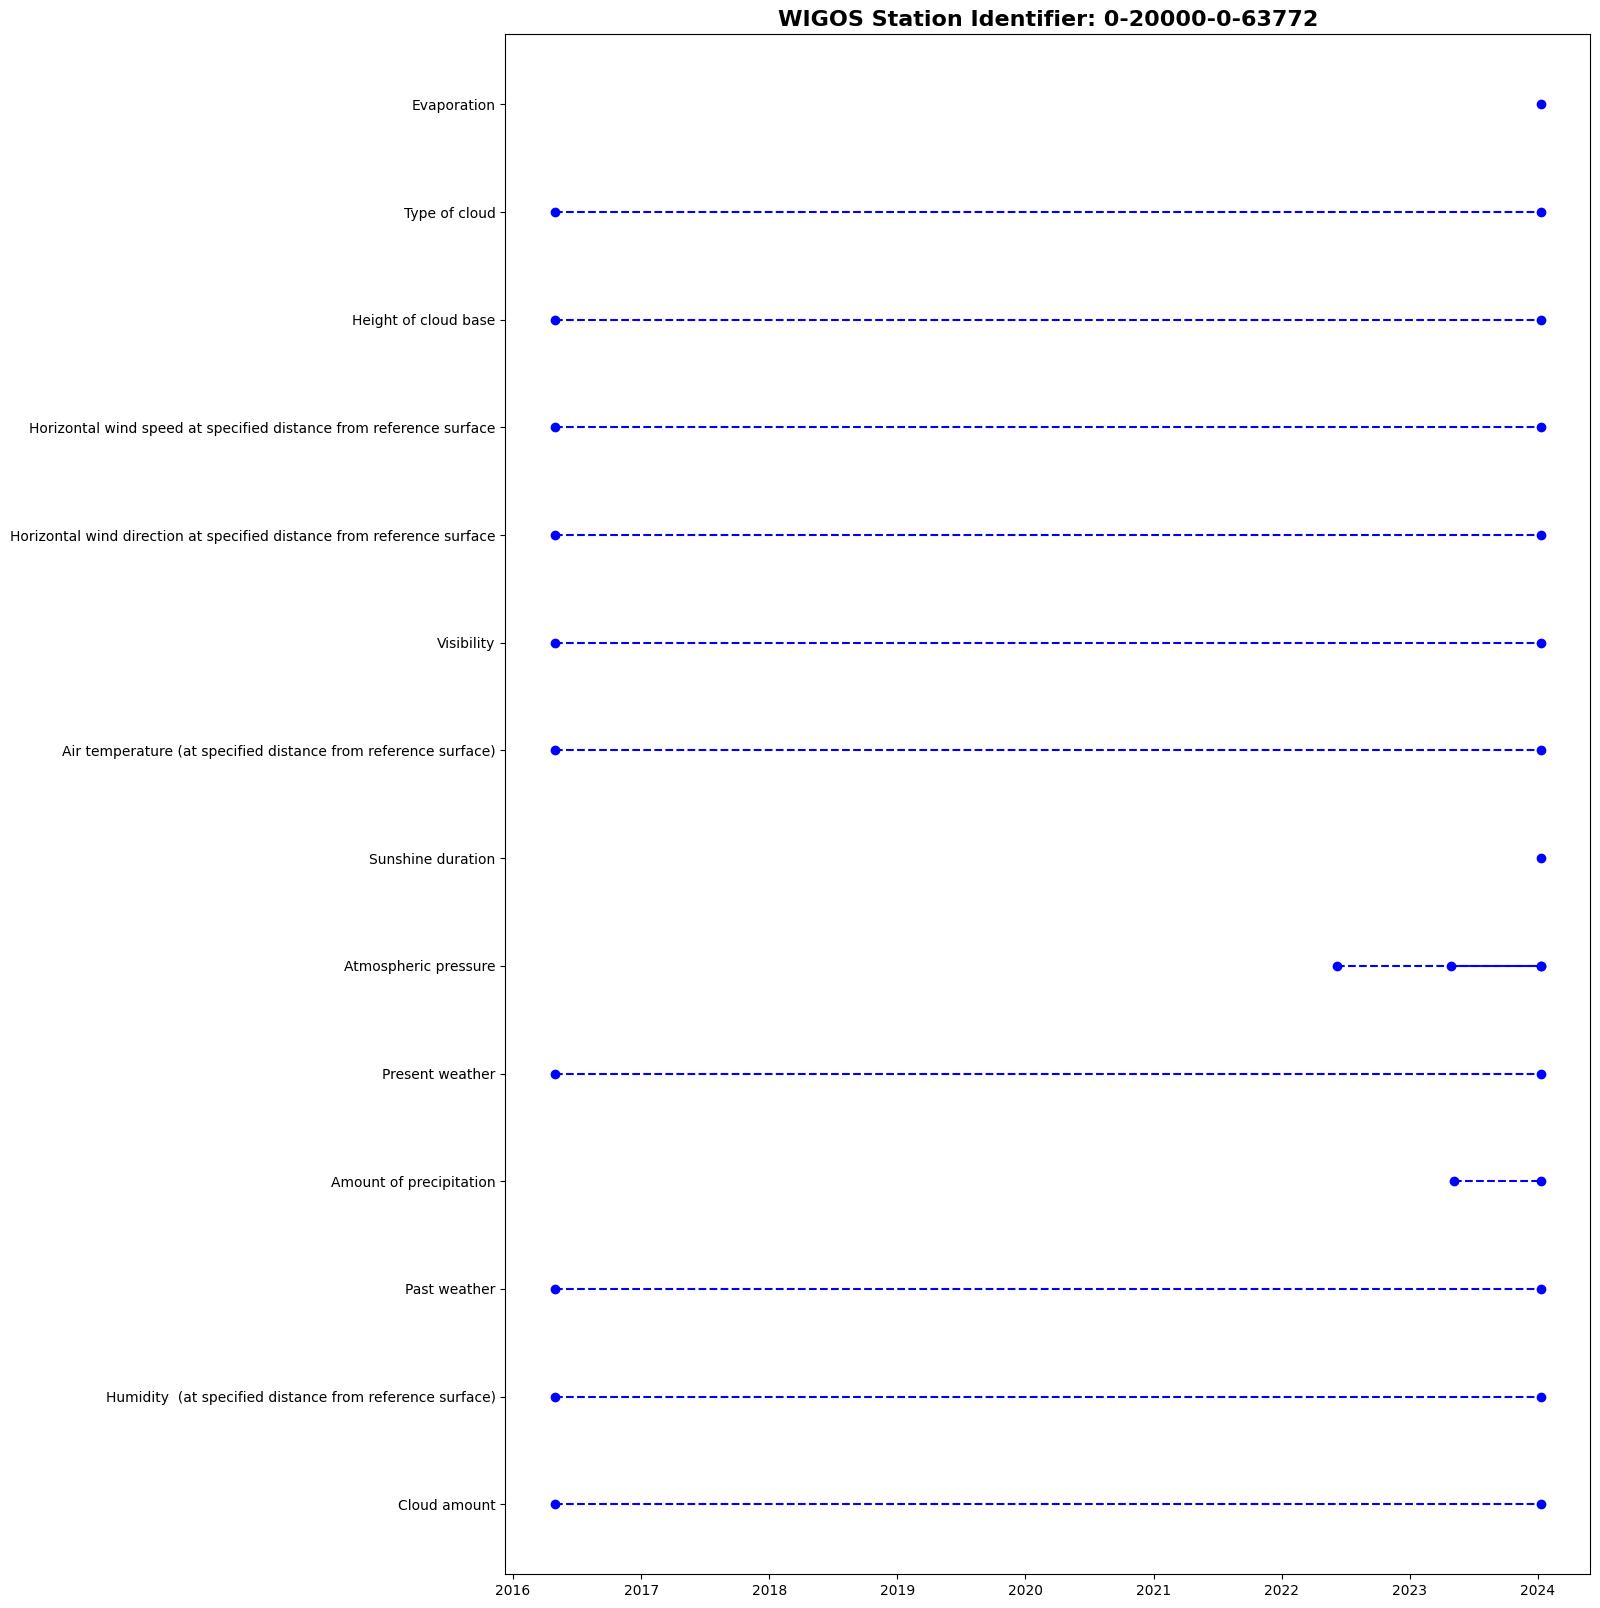 WIGOS Station Identifier: 0-20000-0-63772
Evaporation
Type of cloud
Height of cloud base
Horizontal wind speed at specified distance from reference surface
Horizontal wind direction at specified distance from reference surface
Visibility
Air temperature (at specified distance from reference surface)
Sunshine duration
Atmospheric pressure
Present weather
Amount of precipitation
Past weather
Humidity  (at specified distance from reference surface)
Cloud amount
2016 2017 2018 2019 2020 2021 2022 2023 2024